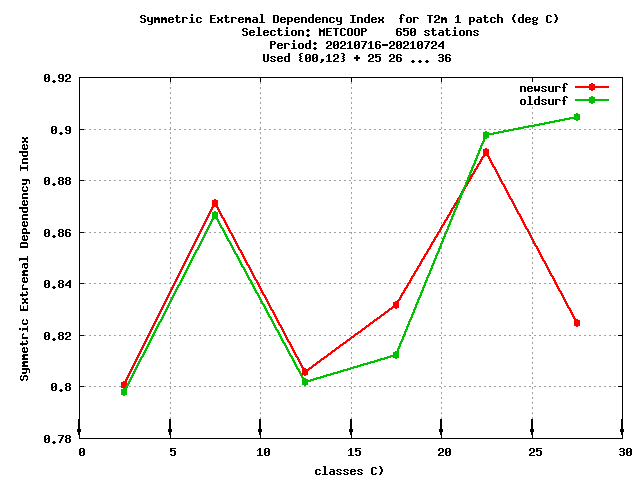 Symmetric Extremal Dependency Index  for T2m 1 patch (deg C)
Selection: METCOOP    650 stations
Period: 20210716-20210724
Used {00,12} + 25 26 ... 36
newsurf
oldsurf
Symmetric Extremal Dependency Index
0.92
0.9
0.88
0.86
0.84
0.82
0.8
0.78
0 5 10 15 20 25 30
classes C)